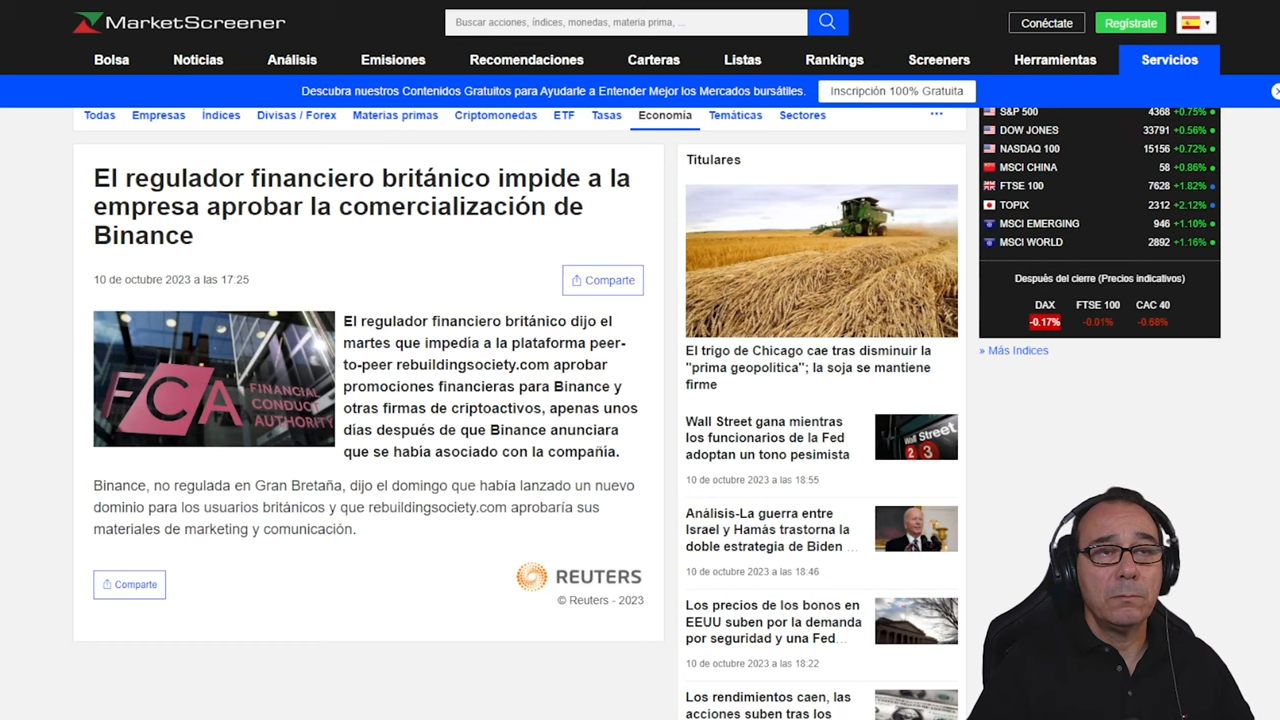 MarketScreener
Buscar acciones, índices, monedas, materia prima, ...
Conéctate
Regístrate
Bolsa
Noticias
Análisis
Emisiones
Recomendaciones
Carteras
Listas
Rankings
Screeners
Herramientas
Servicios
Descubra nuestros Contenidos Gratuitos para Ayudarle a Entender Mejor los Mercados bursátiles.
Inscripción 100% Gratuita
Todas
Empresas
Índices
Divisas / Forex
Materias primas
Criptomonedas
ETF
Tasas
Economía
Temáticas
Sectores
...
El regulador financiero británico impide a la
empresa aprobar la comercialización de
Binance
10 de octubre 2023 a las 17:25
Comparte
FCA FINANCIAL
CONDUCT
AUTHORITY
El regulador financiero británico dijo el
martes que impedía a la plataforma peer-
to-peer rebuildingsociety.com aprobar
promociones financieras para Binance y
otras firmas de criptoactivos, apenas unos
días después de que Binance anunciara
que se había asociado con la compañía.
Binance, no regulada en Gran Bretaña, dijo el domingo que había lanzado un nuevo
dominio para los usuarios británicos y que rebuildingsociety.com aprobaría sus
materiales de marketing y comunicación.
Comparte
REUTERS
© Reuters - 2023
Titulares
El trigo de Chicago cae tras disminuir la
"prima geopolítica"; la soja se mantiene
firme
Wall Street gana mientras
los funcionarios de la Fed
adoptan un tono pesimista
10 de octubre 2023 a las 18:55
Wall Street
2 3
Análisis-La guerra entre
Israel y Hamás trastorna la
doble estrategia de Biden ...
10 de octubre 2023 a las 18:46
Los precios de los bonos en
EEUU suben por la demanda
por seguridad y una Fed...
10 de octubre 2023 a las 18:22
Los rendimientos caen, las
acciones suben tras los
S&P 500 4368 +0.75%
DOW JONES 33791 +0.56%
NASDAQ 100 15156 +0.72%
MSCI CHINA 58 +0.86%
FTSE 100 7628 +1.82%
TOPIX 2312 +2.12%
MSCI EMERGING 946 +1.10%
MSCI WORLD 2892 +1.16%
Después del cierre (Precios indicativos)
DAX FTSE 100 CAC 40
-0.17% -0.01% -0.68%
» Más Indices